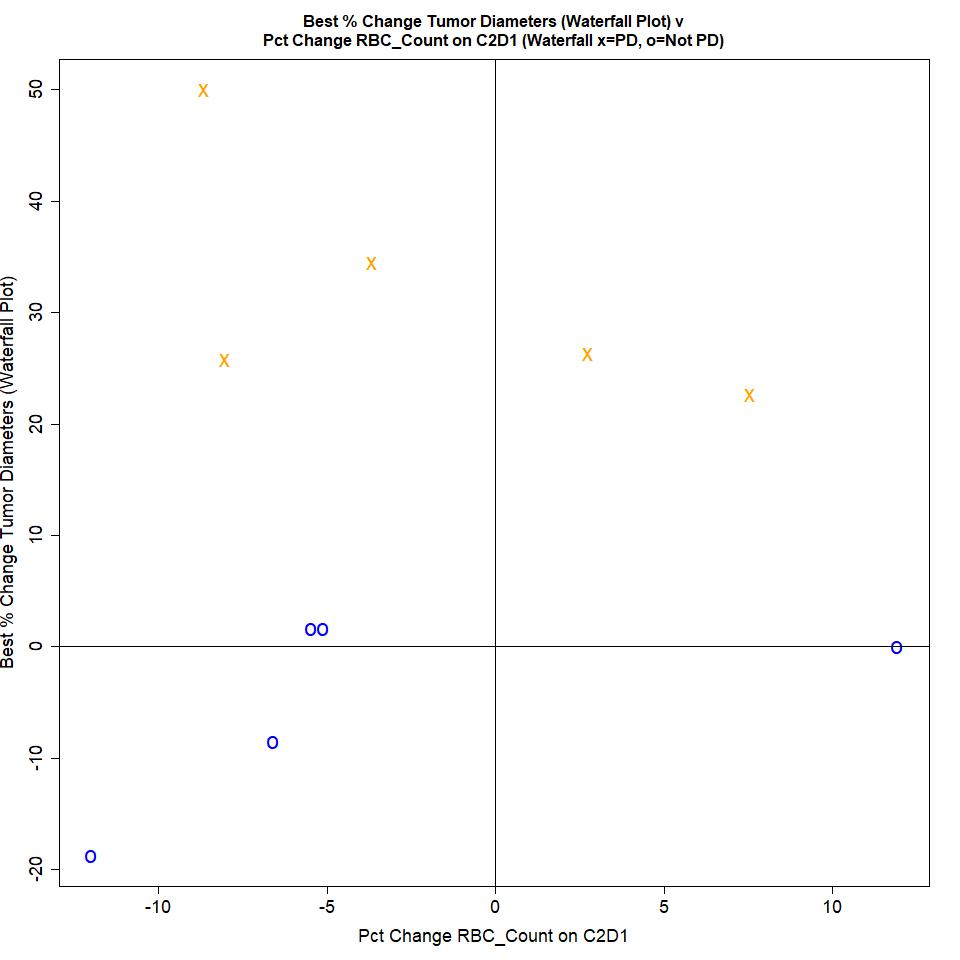 Best % Change Tumor Diameters (Waterfall Plot) v
Pct Change RBC_Count on C2D1 (Waterfall x=PD, o=Not PD)
Best % Change Tumor Diameters (Waterfall Plot)
50
40
30
20
10
0
-10
-20
X
X
X
X
X
O
O
O
O
O
-10
-5
0
5
10
Pct Change RBC_Count on C2D1